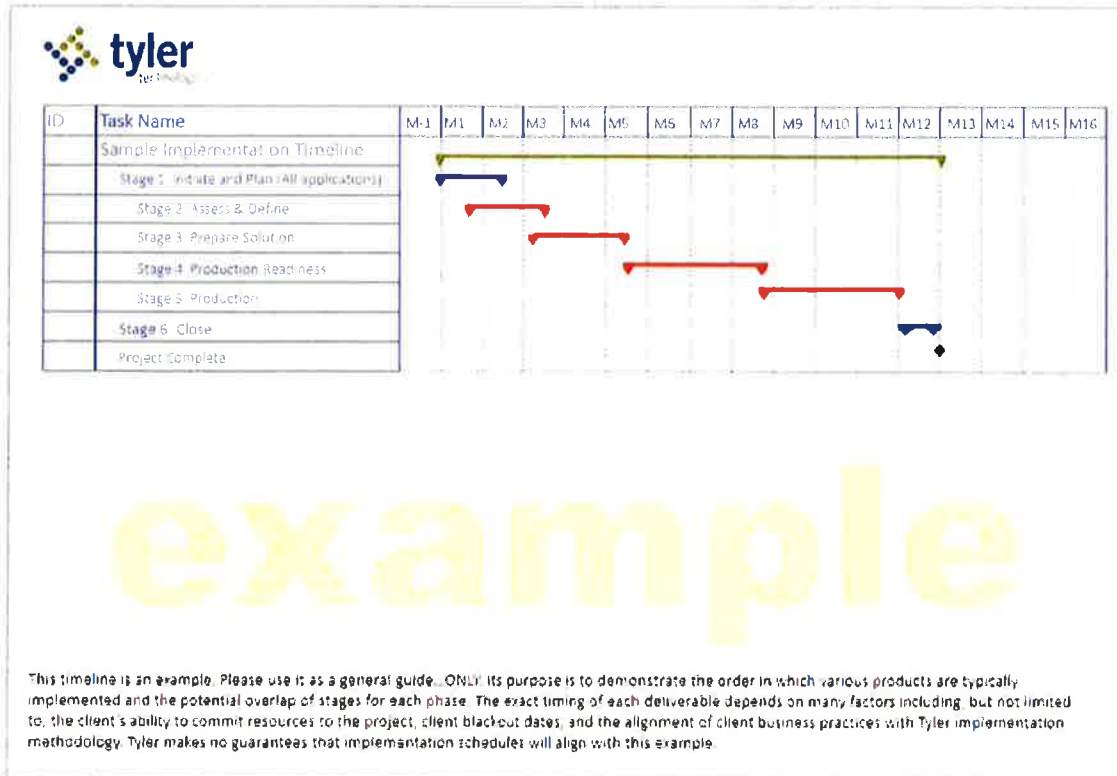 tyler
technologies
ID Task Name M-1 M1 M2 M3 M4 M5 M6 M7 M8 M9 M10 M11 M12 M13 M14 M15 M16
Sample Implementation Timeline
Stage 1 Initiate and Plan (All applications)
Stage 2 Assess & Define
Stage 3 Prepare Solution
Stage 4 Production Readiness
Stage 5 Production
Stage 6 Close
Project Complete
example
This timeline is an example. Please use it as a general guide...ONLY. Its purpose is to demonstrate the order in which various products are typically
implemented and the potential overlap of stages for each phase. The exact timing of each deliverable depends on many factors including, but not limited
to, the client's ability to commit resources to the project, client blackout dates, and the alignment of client business practices with Tyler implementation
methodology. Tyler makes no guarantees that implementation schedules will align with this example.